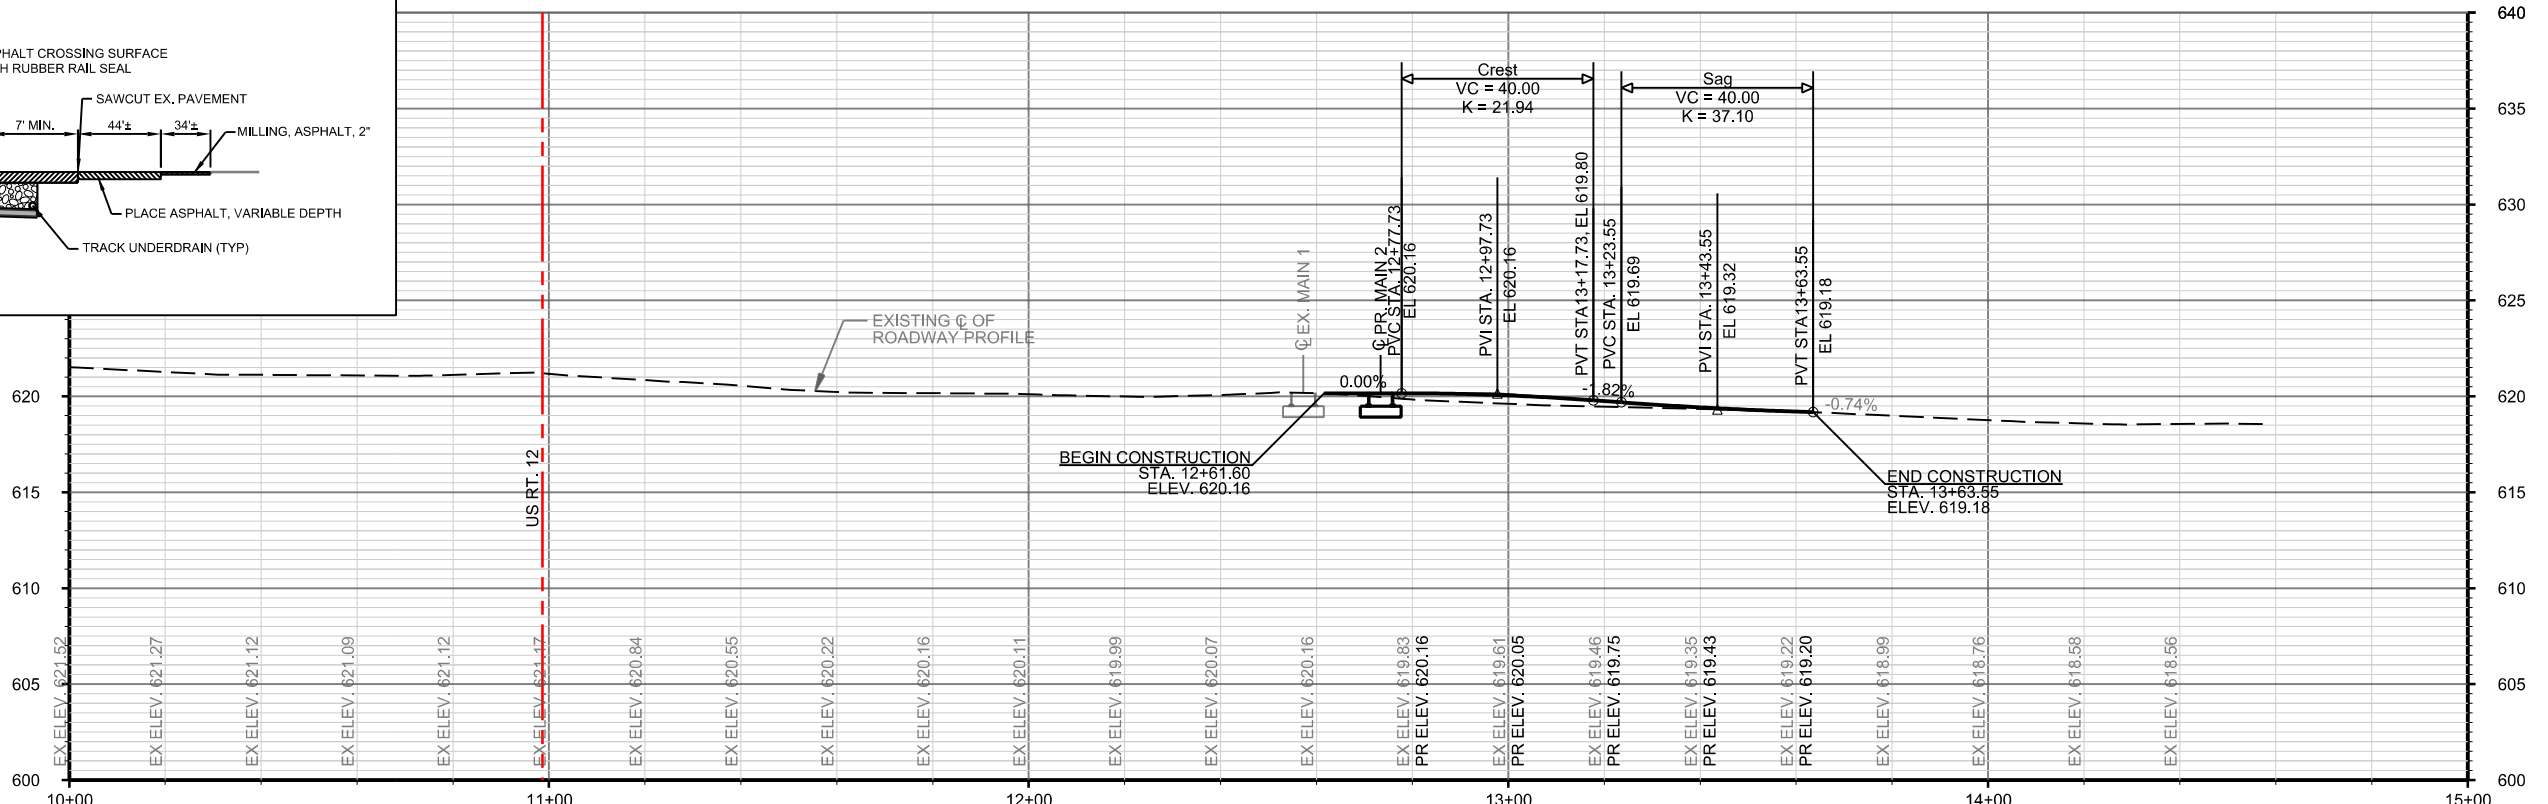 PHALT CROSSING SURFACE
H RUBBER RAIL SEAL
SAWCUT EX. PAVEMENT
7' MIN.
44'±
34'±
MILLING, ASPHALT, 2"
PLACE ASPHALT, VARIABLE DEPTH
TRACK UNDERDRAIN (TYP)
640
635
630
625
620
615
610
605
600
620
615
610
605
600
Crest
VC = 40.00
K = 21.94
Sag
VC = 40.00
K = 37.10
EXISTING ℄ OF
ROADWAY PROFILE
℄ EX. MAIN 1
℄ PR. MAIN 2
PVC STA. 12+77.73
EL 620.16
PVI STA. 12+97.73
EL 620.16
PVT STA13+17.73, EL 619.80
PVC STA. 13+23.55
EL 619.69
PVI STA. 13+43.55
EL 619.32
PVT STA13+63.55
EL 619.18
0.00%
-1.82%
-0.74%
US RT. 12
BEGIN CONSTRUCTION
STA. 12+61.60
ELEV. 620.16
END CONSTRUCTION
STA. 13+63.55
ELEV. 619.18
EX ELEV. 621.52
EX ELEV. 621.27
EX ELEV. 621.12
EX ELEV. 621.09
EX ELEV. 621.12
EX ELEV. 621.17
EX ELEV. 620.84
EX ELEV. 620.55
EX ELEV. 620.22
EX ELEV. 620.16
EX ELEV. 620.11
EX ELEV. 619.99
EX ELEV. 620.07
EX ELEV. 620.16
EX ELEV. 619.83
PR ELEV. 620.16
EX ELEV. 619.61
PR ELEV. 620.05
EX ELEV. 619.46
PR ELEV. 619.75
EX ELEV. 619.35
PR ELEV. 619.43
EX ELEV. 619.22
PR ELEV. 619.20
EX ELEV. 618.99
EX ELEV. 618.76
EX ELEV. 618.58
EX ELEV. 618.56
10+00
11+00
12+00
13+00
14+00
15+00